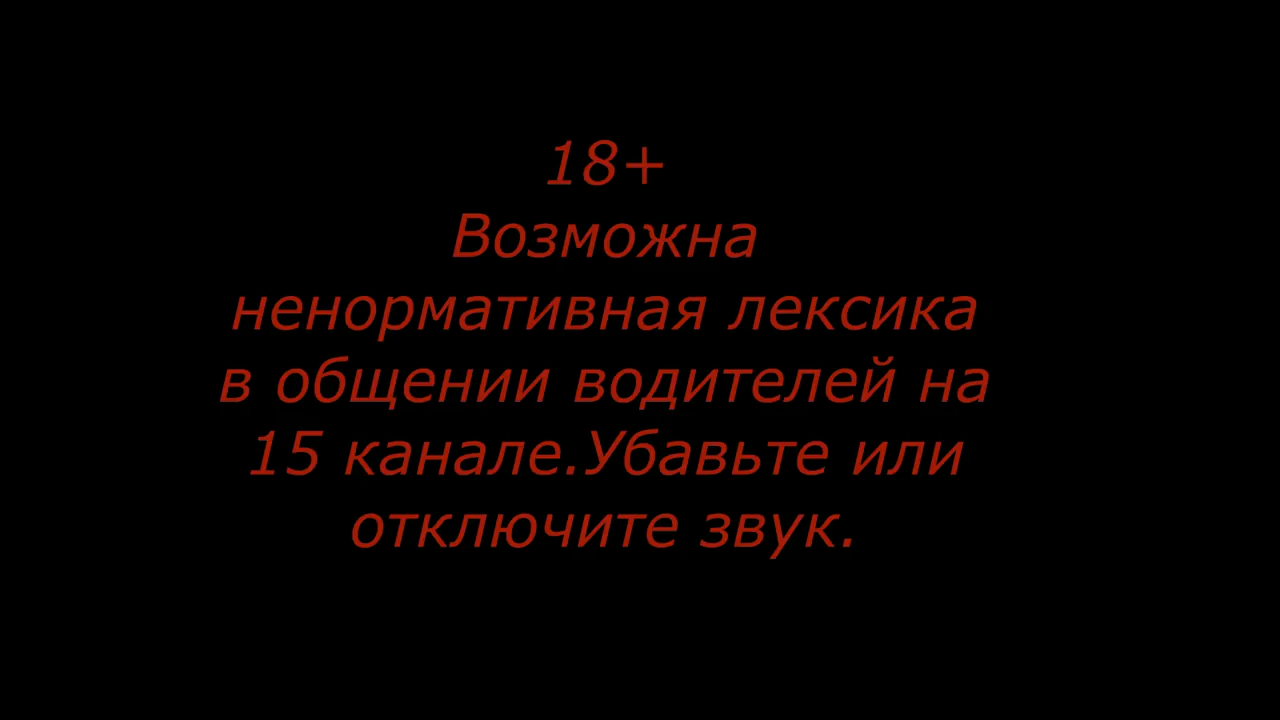 18+
Возможна
ненормативная лексика
в общении водителей на
15 канале.Убавьте или
отключите звук.